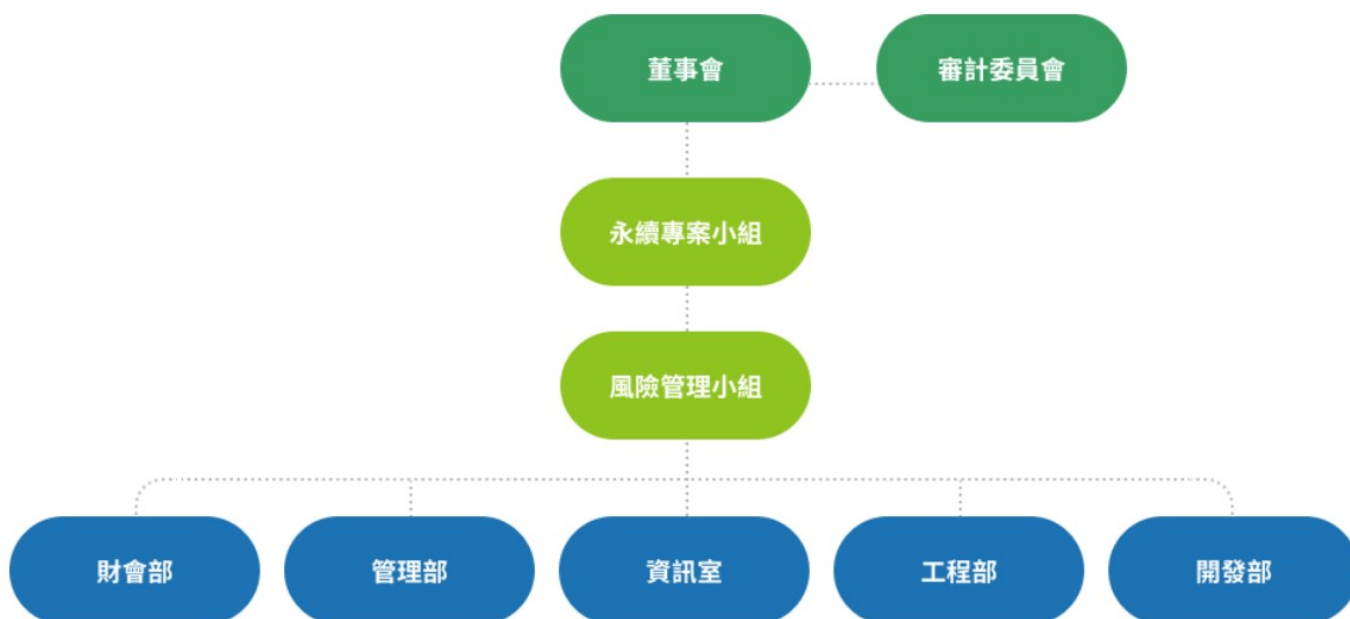 董事會
審計委員會
永續專案小組
風險管理小組
財會部
管理部
資訊室
工程部
開發部